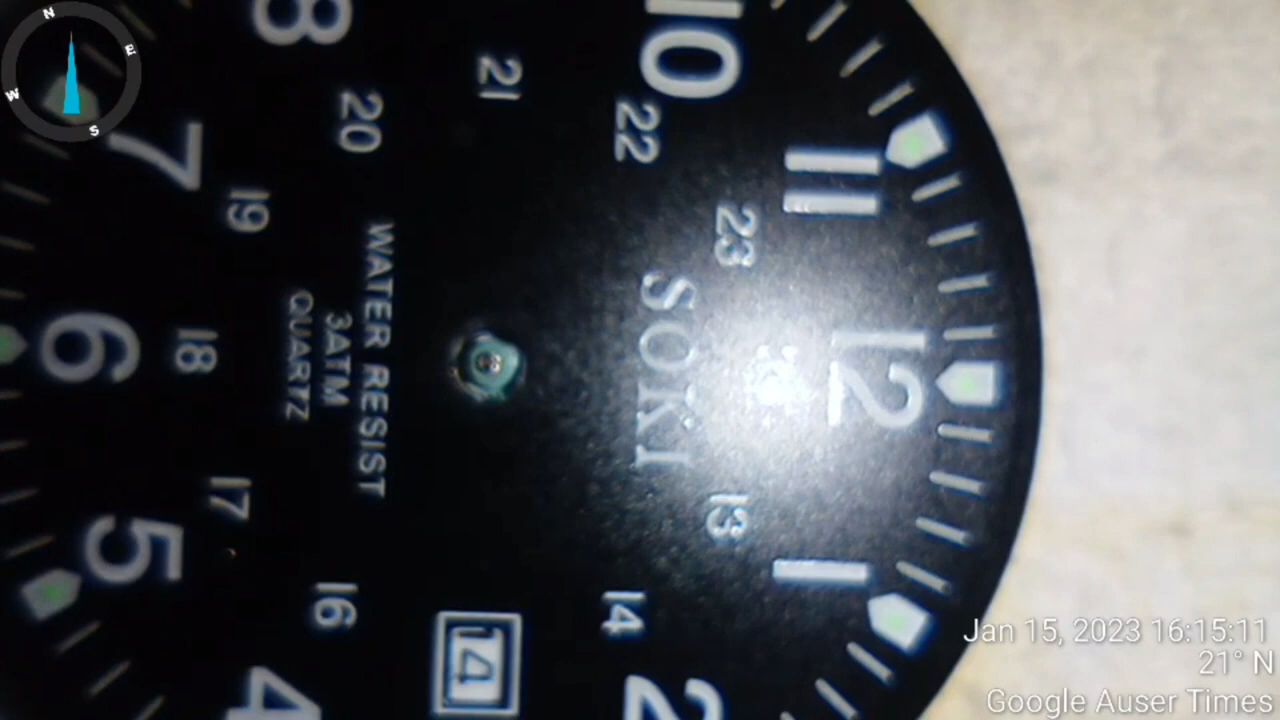 10
11
12
1
2
4
5
6
7
8
22
23
13
14
16
17
18
19
20
21
SOKI
WATER RESIST
3ATM
QUARTZ
14
N
E
S
W
Jan 15, 2023 16:15:11
21° N
Google Auser Times